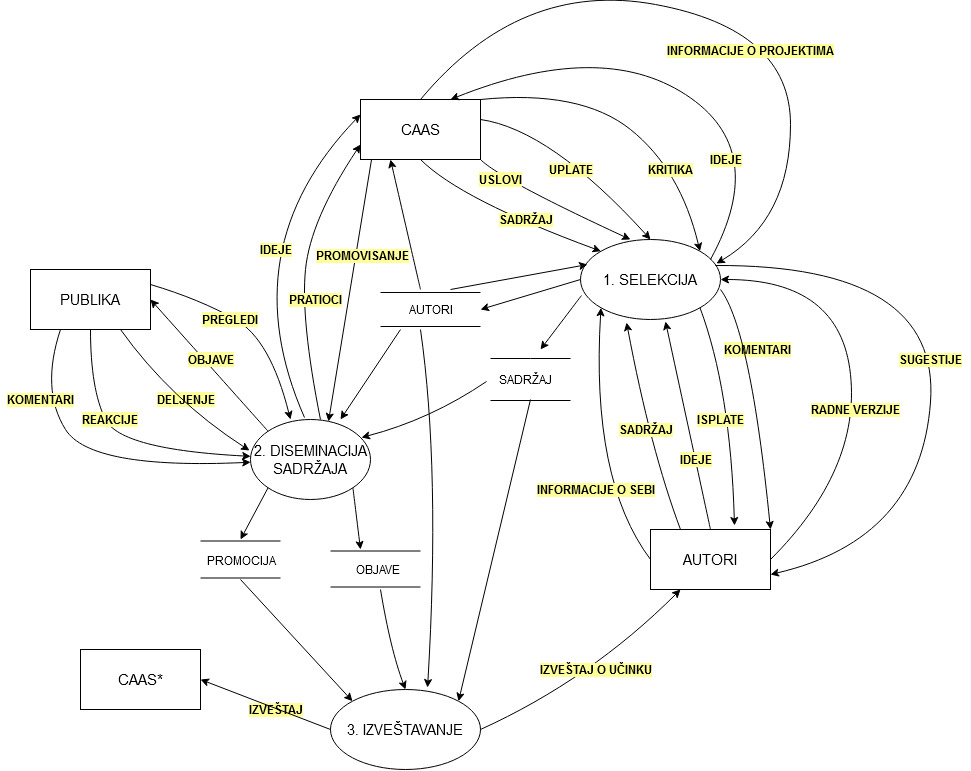 INFORMACIJE O PROJEKTIMA
CAAS
IDEJE
KRITIKA
UPLATE
USLOVI
SADRŽAJ
IDEJE
PROMOVISANJE
PRATIOCI
PUBLIKA
1. SELEKCIJA
AUTORI
PREGLEDI
OBJAVE
KOMENTARI
SUGESTIJE
SADRŽAJ
KOMENTARI
DELJENJE
REAKCIJE
RADNE VERZIJE
ISPLATE
SADRŽAJ
2. DISEMINACIJA
SADRŽAJA
IDEJE
INFORMACIJE O SEBI
PROMOCIJA
OBJAVE
AUTORI
IZVEŠTAJ O UČINKU
CAAS*
IZVEŠTAJ
3. IZVEŠTAVANJE